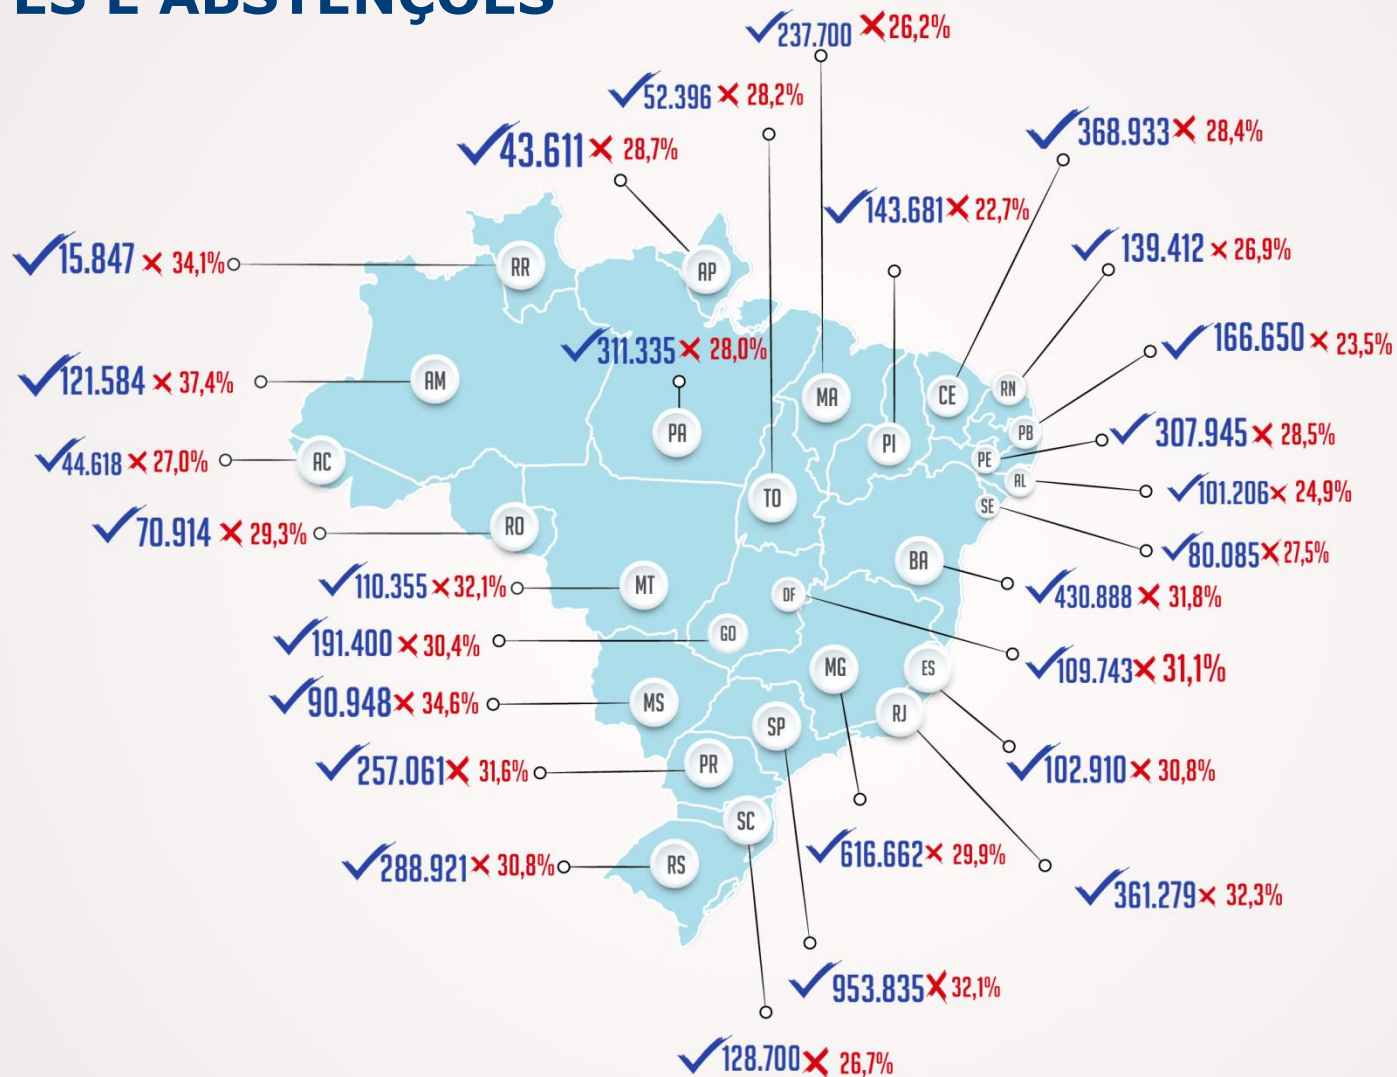 ES E ABSTENÇÕES
237.700 26,2%
52.396 28,2%
43.611 28,7%
368.933 28,4%
143.681 22,7%
139.412 26,9%
15.847 34,1%
RR
AP
311.335 28,0%
166.650 23,5%
121.584 37,4%
AM
MA
CE
RN
PA
PI
PB
307.945 28,5%
44.618 27,0%
AC
PE
AL
101.206 24,9%
TO
SE
70.914 29,3%
RO
80.085 27,5%
BA
110.355 32,1%
MT
DF
430.888 31,8%
191.400 30,4%
GO
MG
ES
109.743 31,1%
90.948 34,6%
MS
SP
RJ
257.061 31,6%
PR
102.910 30,8%
SC
288.921 30,8%
RS
616.662 29,9%
361.279 32,3%
953.835 32,1%
128.700 26,7%